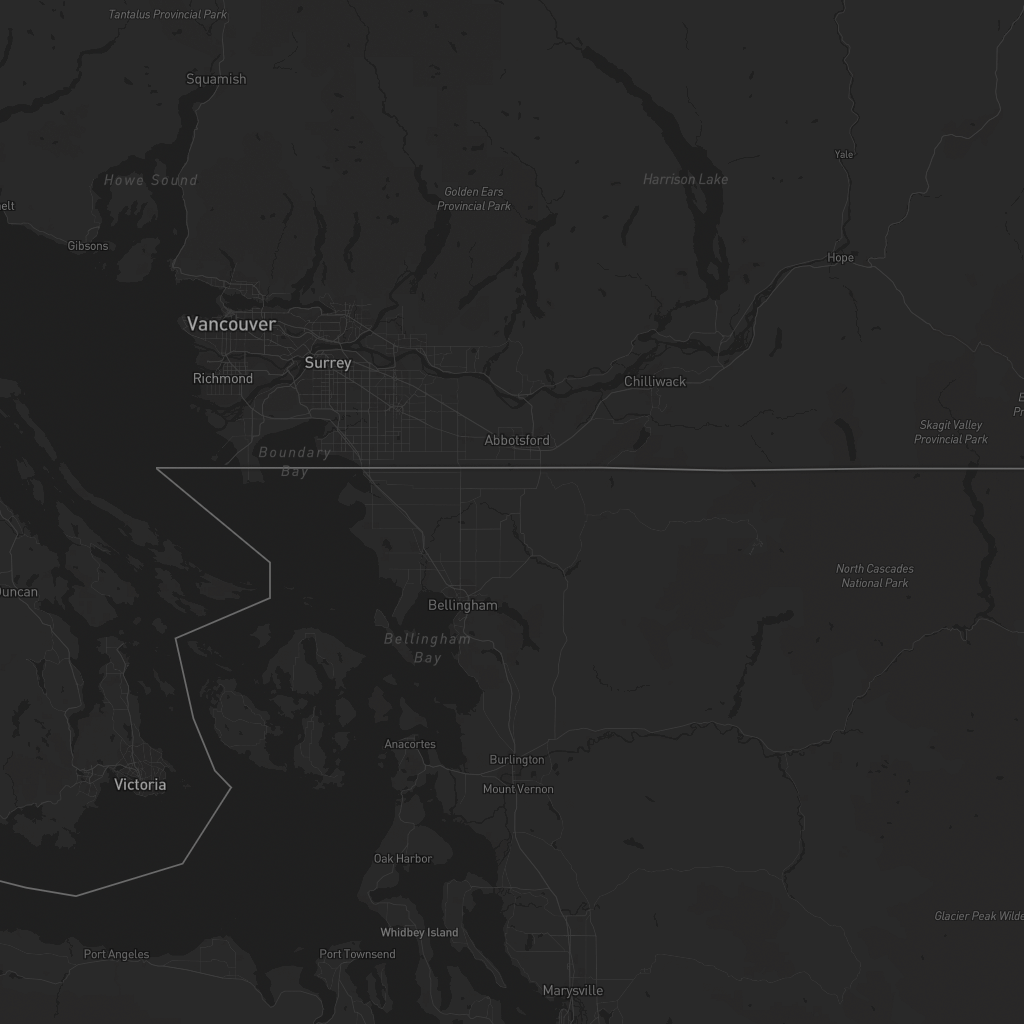 Tantalus Provincial Park
Squamish
Yale
Howe Sound
Harrison Lake
Golden Ears
Provincial Park
elt
Gibsons
Hope
Vancouver
Surrey
Richmond
Chilliwack
Skagit Valley
Provincial Park
Abbotsford
Boundary
Bay
North Cascades
National Park
Duncan
Bellingham
Bellingham
Bay
Anacortes
Burlington
Victoria
Mount Vernon
Oak Harbor
Glacier Peak Wilde
Whidbey Island
Port Angeles
Port Townsend
Marysville